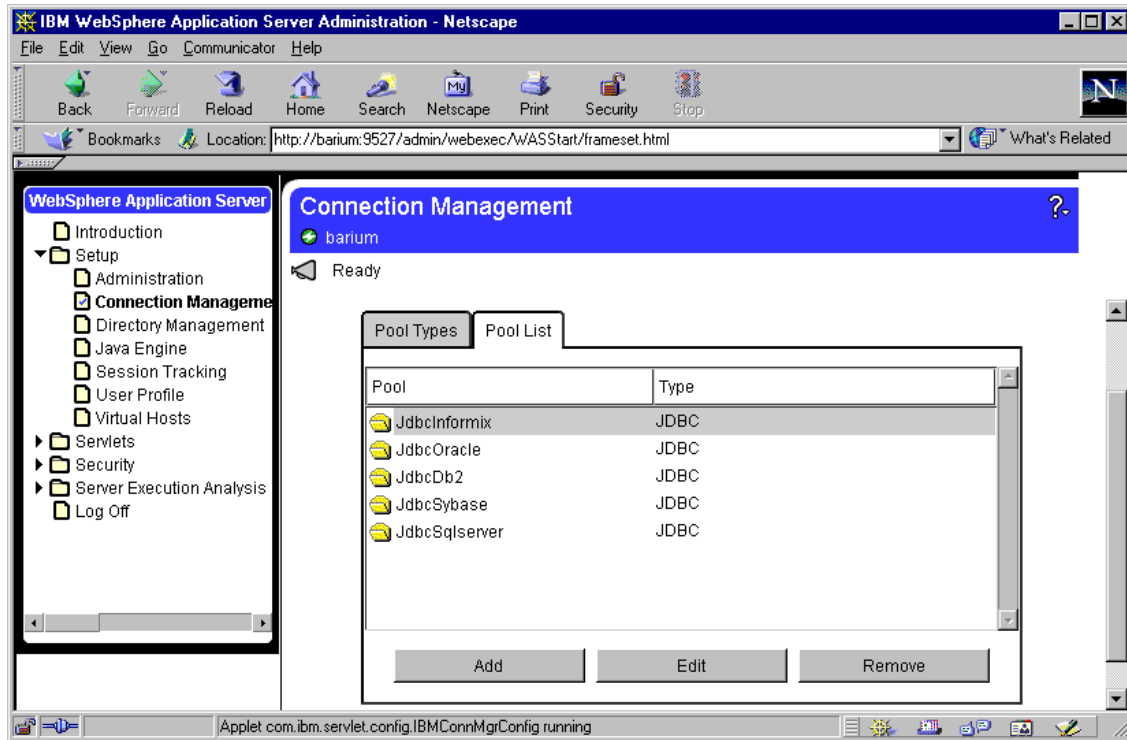 IBM WebSphere Application Server Administration - Netscape
File Edit View Go Communicator Help
My
Back Forward Reload Home Search Netscape Print Security Stop
N
Bookmarks Location: http://barium:9527/admin/webexec/WASStart/frameset.html What's Related
WebSphere Application Server
Introduction
Setup
Administration
Connection Manageme
Directory Management
Java Engine
Session Tracking
User Profile
Virtual Hosts
Servlets
Security
Server Execution Analysis
Log Off
Connection Management ?
barium
Ready
Pool Types Pool List
Pool Type
JdbcInformix JDBC
JdbcOracle JDBC
JdbcDb2 JDBC
JdbcSybase JDBC
JdbcSqlserver JDBC
Add Edit Remove
Applet com.ibm.servlet.config.IBMConnMgrConfig running